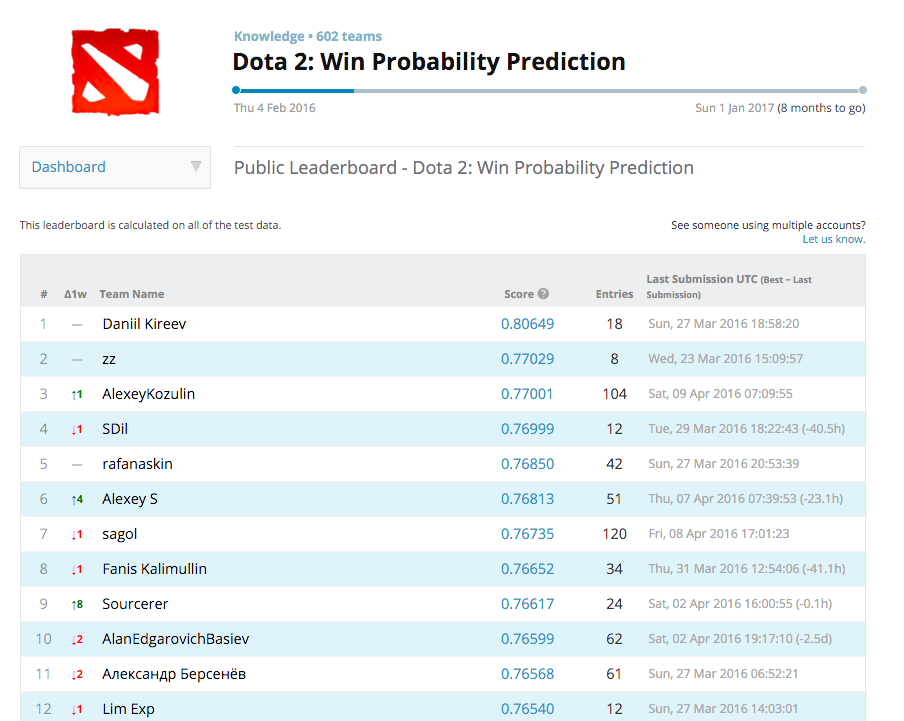 Knowledge • 602 teams
Dota 2: Win Probability Prediction
Thu 4 Feb 2016 Sun 1 Jan 2017 (8 months to go)
Dashboard ▼ Public Leaderboard - Dota 2: Win Probability Prediction
This leaderboard is calculated on all of the test data. See someone using multiple accounts?
Let us know.
# Δ1w Team Name Score ? Entries Last Submission UTC (Best – Last Submission)
1 — Daniil Kireev 0.80649 18 Sun, 27 Mar 2016 18:58:20
2 — zz 0.77029 8 Wed, 23 Mar 2016 15:09:57
3 ↑1 AlexeyKozulin 0.77001 104 Sat, 09 Apr 2016 07:09:55
4 ↓1 SDil 0.76999 12 Tue, 29 Mar 2016 18:22:43 (-40.5h)
5 — rafanaskin 0.76850 42 Sun, 27 Mar 2016 20:53:39
6 ↑4 Alexey S 0.76813 51 Thu, 07 Apr 2016 07:39:53 (-23.1h)
7 ↓1 sagol 0.76735 120 Fri, 08 Apr 2016 17:01:23
8 ↓1 Fanis Kalimullin 0.76652 34 Thu, 31 Mar 2016 12:54:06 (-41.1h)
9 ↑8 Sourcerer 0.76617 24 Sat, 02 Apr 2016 16:00:55 (-0.1h)
10 ↓2 AlanEdgarovichBasiev 0.76599 62 Sat, 02 Apr 2016 19:17:10 (-2.5d)
11 ↓2 Александр Берсенёв 0.76568 61 Sun, 27 Mar 2016 06:52:21
12 ↓1 Lim Exp 0.76540 12 Sun, 27 Mar 2016 14:03:01